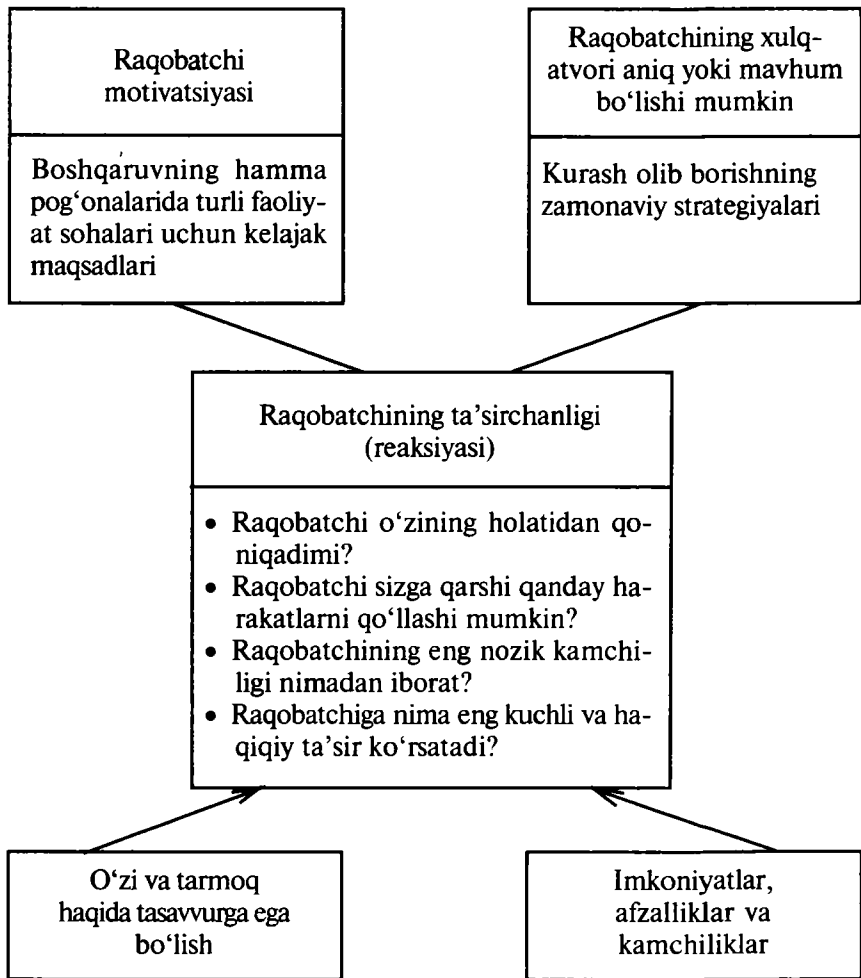 Raqobatchi
motivatsiyasi
Boshqaruvning hamma
pog‘onalarida turli faoliy-
at sohalari uchun kelajak
maqsadlari
Raqobatchining xulq-
atvori aniq yoki mavhum
bo‘lishi mumkin
Kurash olib borishning
zamonaviy strategiyalari
Raqobatchining ta’sirchanligi
(reaksiyasi)
• Raqobatchi o‘zining holatidan qo-
niqadimi?
• Raqobatchi sizga qarshi qanday ha-
rakatlarni qo‘llashi mumkin?
• Raqobatchining eng nozik kamchi-
ligi nimadan iborat?
• Raqobatchiga nima eng kuchli va ha-
qiqiy ta’sir ko‘rsatadi?
O‘zi va tarmoq
haqida tasavvurga ega
bo‘lish
Imkoniyatlar,
afzalliklar va
kamchiliklar